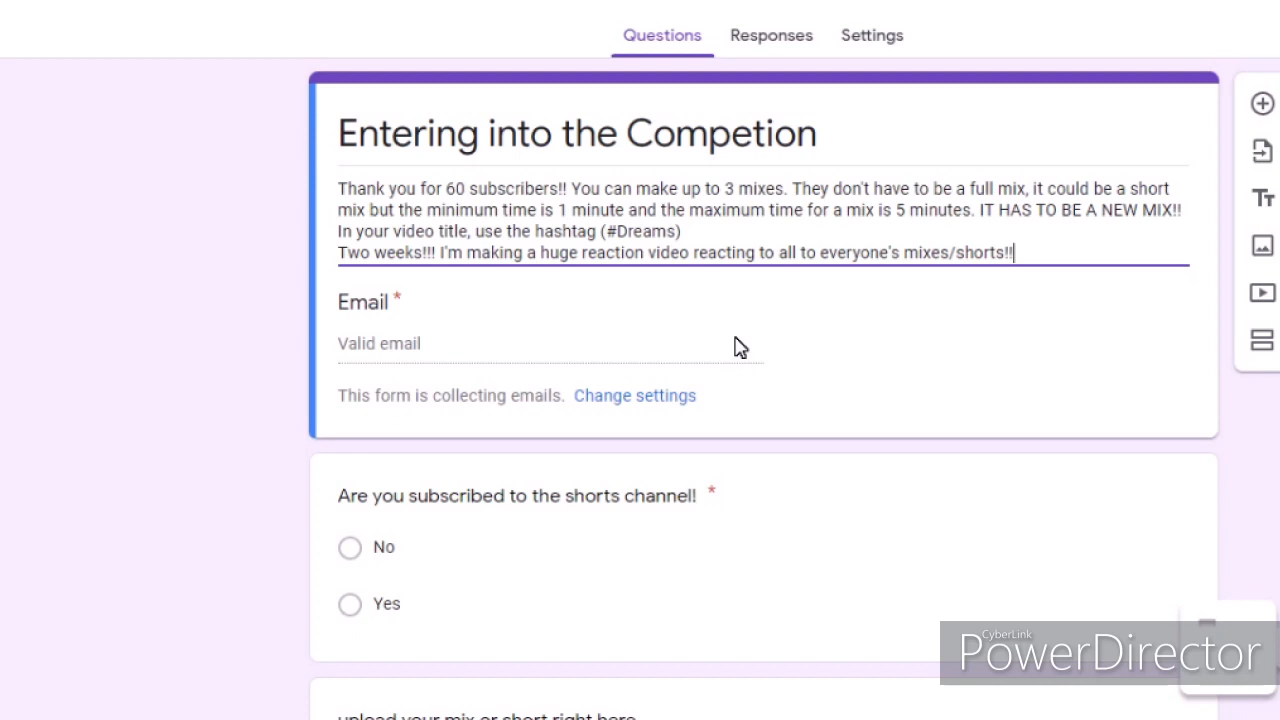 Questions Responses Settings
Entering into the Competion
Thank you for 60 subscribers!! You can make up to 3 mixes. They don't have to be a full mix, it could be a short
mix but the minimum time is 1 minute and the maximum time for a mix is 5 minutes. IT HAS TO BE A NEW MIX!!
In your video title, use the hashtag (#Dreams)
Two weeks!!! I'm making a huge reaction video reacting to all to everyone's mixes/shorts!!
Email *
Valid email
This form is collecting emails. Change settings
Are you subscribed to the shorts channel! *
No
Yes
CyberLink
PowerDirector
upload your mix or short right here